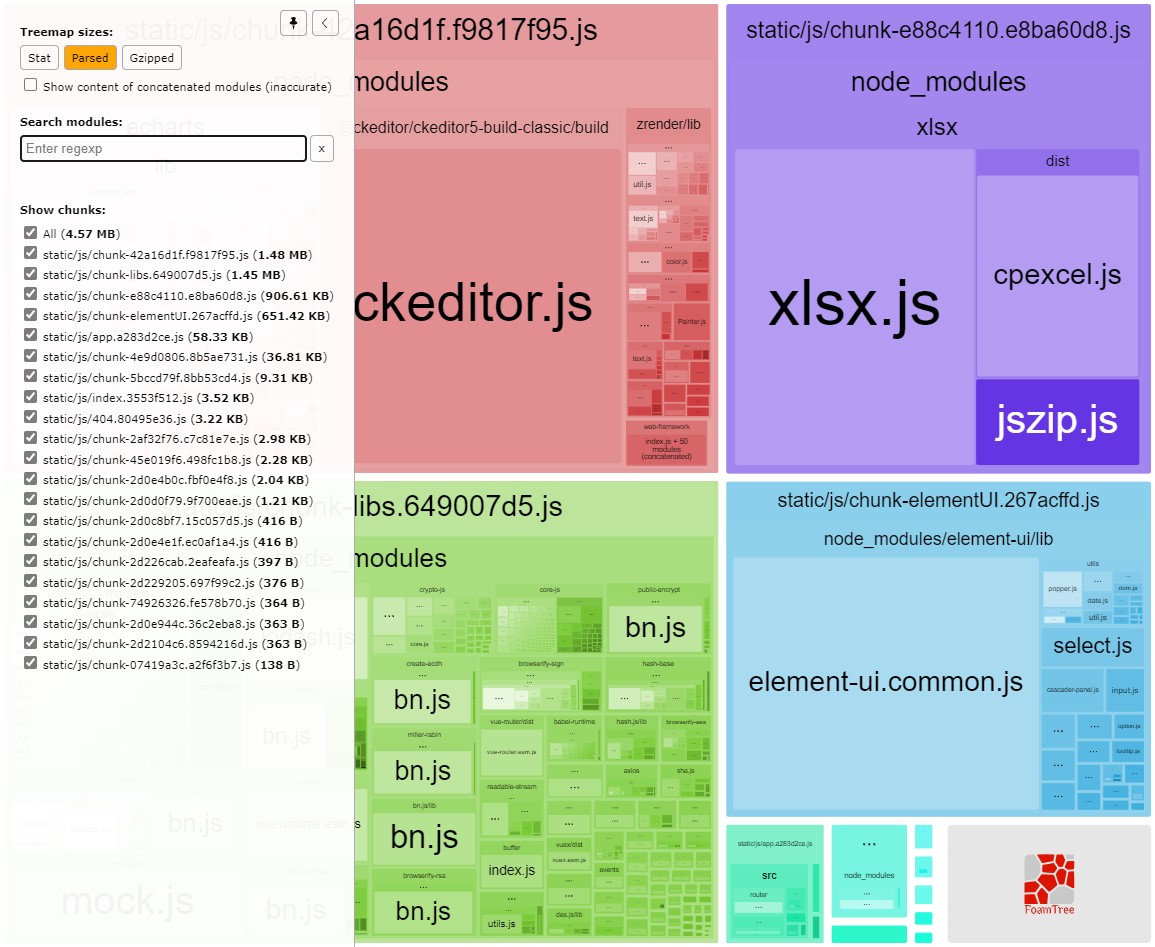 Treemap sizes:
Stat
Parsed
Gzipped
Show content of concatenated modules (inaccurate)
Search modules:
Enter regexp
x
Show chunks:
All (4.57 MB)
static/js/chunk-42a16d1f.f9817f95.js (1.48 MB)
static/js/chunk-libs.649007d5.js (1.45 MB)
static/js/chunk-e88c4110.e8ba60d8.js (906.61 KB)
static/js/chunk-elementUI.267acffd.js (651.42 KB)
static/js/app.a283d2ce.js (58.33 KB)
static/js/chunk-4e9d0806.8b5ae731.js (36.81 KB)
static/js/chunk-5bccd79f.8bb53cd4.js (9.31 KB)
static/js/index.3553f512.js (3.52 KB)
static/js/404.80495e36.js (3.22 KB)
static/js/chunk-2af32f76.c7c81e7e.js (2.98 KB)
static/js/chunk-45e019f6.498fc1b8.js (2.28 KB)
static/js/chunk-2d0e4b0c.fbf0e4f8.js (2.04 KB)
static/js/chunk-2d0d0f79.9f700eae.js (1.21 KB)
static/js/chunk-2d0c8bf7.15c057d5.js (416 B)
static/js/chunk-2d0e4e1f.ec0af1a4.js (416 B)
static/js/chunk-2d226cab.2eafeafa.js (397 B)
static/js/chunk-2d229205.697f99c2.js (376 B)
static/js/chunk-74926326.fe578b70.js (364 B)
static/js/chunk-2d0e944c.36c2eba8.js (363 B)
static/js/chunk-2d2104c6.8594216d.js (363 B)
static/js/chunk-07419a3c.a2f6f3b7.js (138 B)
static/js/chunk-42a16d1f.f9817f95.js
node_modules
echarts
lib
@ckeditor/ckeditor5-build-classic/build
ckeditor.js
zrender/lib
...
util.js
...
text.js
...
color.js
...
Painter.js
text.js
web-framework
index.js + 50
modules
(concatenated)
static/js/chunk-e88c4110.e8ba60d8.js
node_modules
xlsx
xlsx.js
dist
cpexcel.js
jszip.js
static/js/chunk-libs.649007d5.js
node_modules
lodash.js
bn.js
bn.js
vue.runtime.esm.js
mock.js
bn.js
crypto-js
...
core.js
core-js
...
public-encrypt
...
bn.js
create-ecdh
...
bn.js
browserify-sign
...
hash-base
...
miller-rabin
...
bn.js
vue-router/dist
vue-router.esm.js
babel-runtime
...
hash.js/lib
browserify-aes
readable-stream
...
axios
sha.js
bn.js/lib
bn.js
buffer
index.js
vuex/dist
vuex.esm.js
events
browserify-rsa
...
bn.js
utils.js
des.js/lib
static/js/chunk-elementUI.267acffd.js
node_modules/element-ui/lib
element-ui.common.js
utils
popper.js
...
dom.js
date.js
util.js
select.js
cascader-panel.js
input.js
...
option.js
tooltip.js
static/js/app.a283d2ce.js
src
router
...
...
node_modules
...
FoamTree